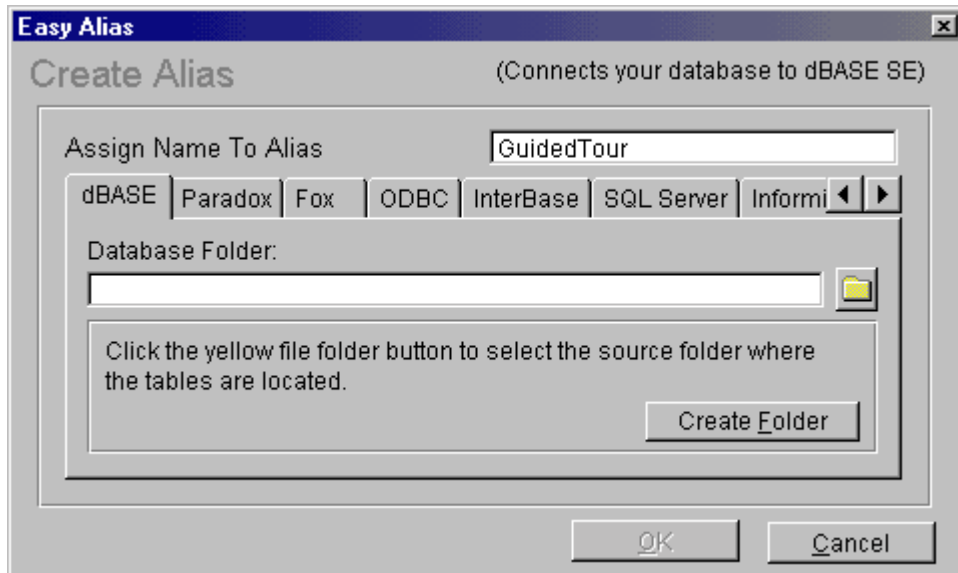 Easy Alias
Create Alias
(Connects your database to dBASE SE)
Assign Name To Alias
GuidedTour
dBASE
Paradox
Fox
ODBC
InterBase
SQL Server
Informi
Database Folder:
Click the yellow file folder button to select the source folder where
the tables are located.
Create Folder
OK
Cancel